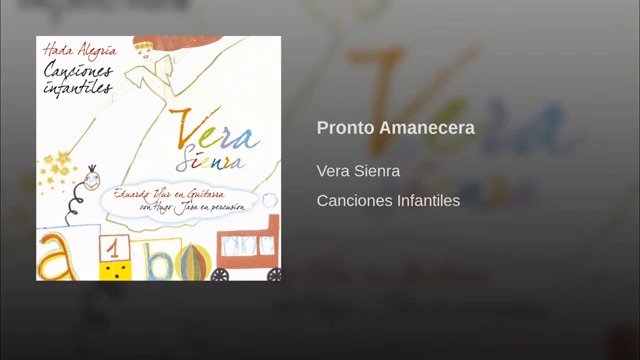 Hada Alegría
Canciones
infantiles
Vera
Sienra
Eduardo Yur en Guitarra
con Hugo Jasa en percusión
a 1 b o
Pronto Amanecera
Vera Sienra
Canciones Infantiles